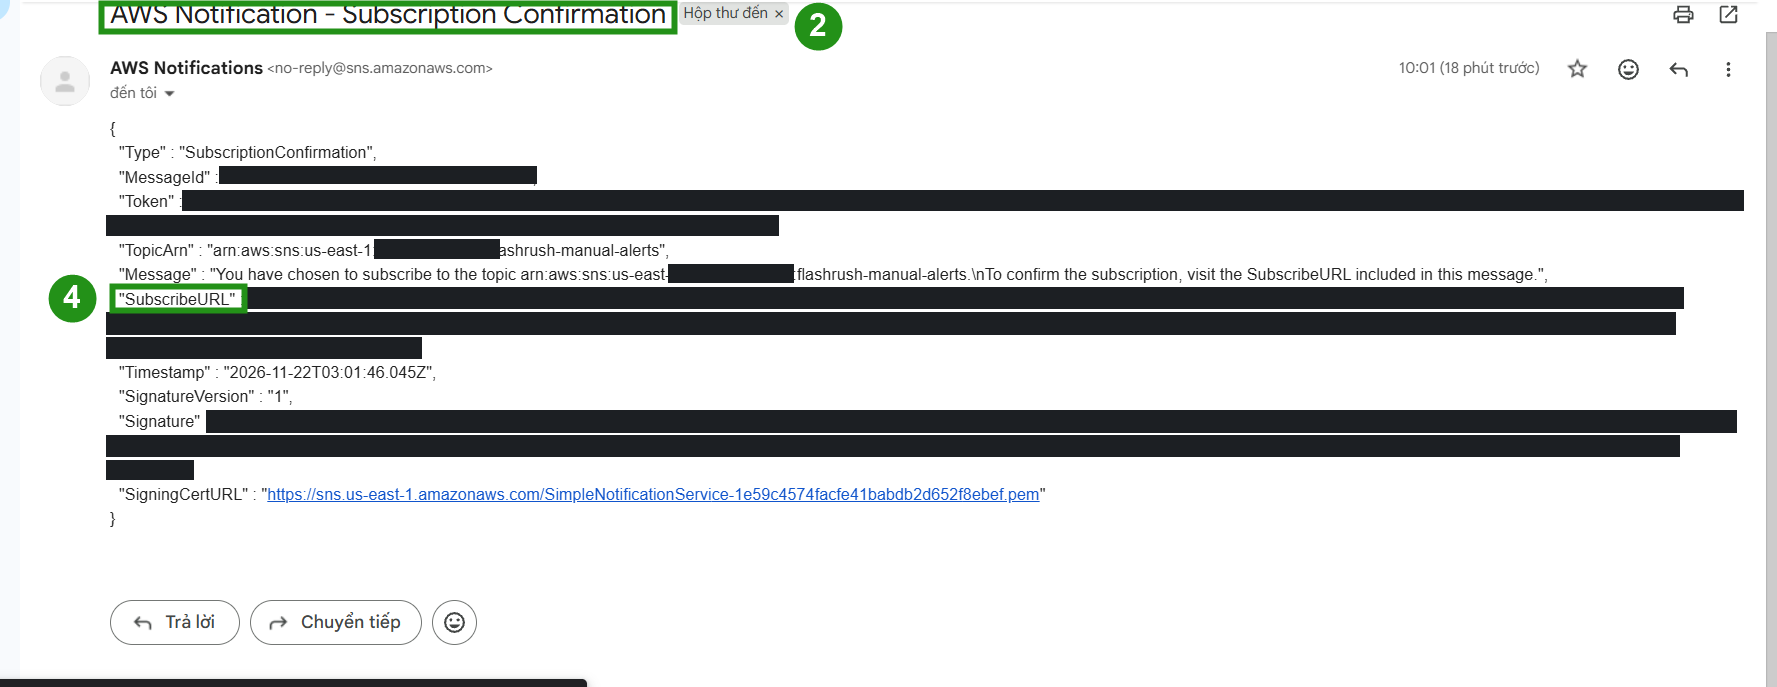 AWS Notification - Subscription Confirmation Hộp thư đến ×
2
AWS Notifications <no-reply@sns.amazonaws.com> 10:01 (18 phút trước)
đến tôi
{
"Type" : "SubscriptionConfirmation",
"MessageId" :
"Token" :
"TopicArn" : "arn:aws:sns:us-east-1: ashrush-manual-alerts",
"Message" : "You have chosen to subscribe to the topic arn:aws:sns:us-east- :flashrush-manual-alerts.\nTo confirm the subscription, visit the SubscribeURL included in this message.",
4
"SubscribeURL" :
"Timestamp" : "2026-11-22T03:01:46.045Z",
"SignatureVersion" : "1",
"Signature"
"SigningCertURL" : "https://sns.us-east-1.amazonaws.com/SimpleNotificationService-1e59c4574facfe41babdb2d652f8ebef.pem"
}
Trả lời Chuyển tiếp